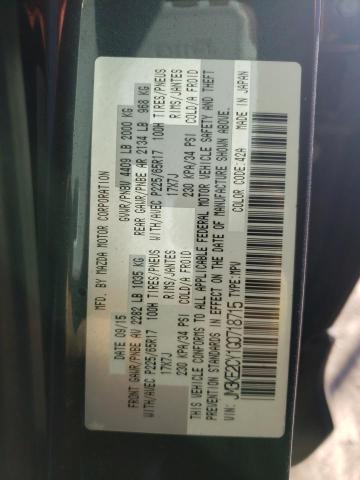 MFD. BY MAZDA MOTOR CORPORATION
DATE 09/15 GVWR/PNBV 4409 LB 2000 KG
FRONT GAWR/PNBE AV 2282 LB 1035 KG REAR GAWR/PNBE AR 2134 LB 968 KG
WITH/AVEC P225/65R17 100H TIRES/PNEUS WITH/AVEC P225/65R17 100H TIRES/PNEUS
17X7J RIMS/JANTES 17X7J RIMS/JANTES
230 KPA/34 PSI COLD/A FROID 230 KPA/34 PSI COLD/A FROID
THIS VEHICLE CONFORMS TO ALL APPLICABLE FEDERAL MOTOR VEHICLE SAFETY AND THEFT
PREVENTION STANDARDS IN EFFECT ON THE DATE OF MANUFACTURE SHOWN ABOVE.
VIN: TYPE:MPV COLOR CODE:42A MADE IN JAPAN